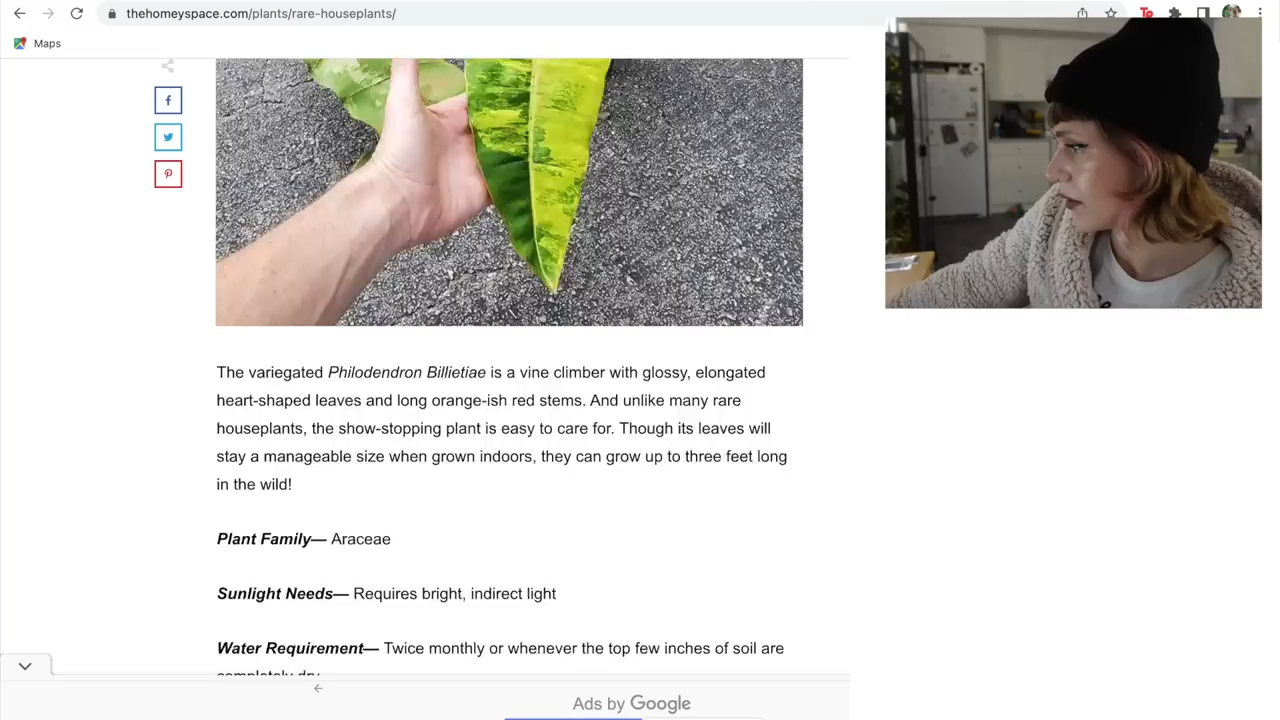 thehomeyspace.com/plants/rare-houseplants/
Maps
The variegated Philodendron Billietiae is a vine climber with glossy, elongated
heart-shaped leaves and long orange-ish red stems. And unlike many rare
houseplants, the show-stopping plant is easy to care for. Though its leaves will
stay a manageable size when grown indoors, they can grow up to three feet long
in the wild!
Plant Family— Araceae
Sunlight Needs— Requires bright, indirect light
Water Requirement— Twice monthly or whenever the top few inches of soil are
completely dry
Ads by Google